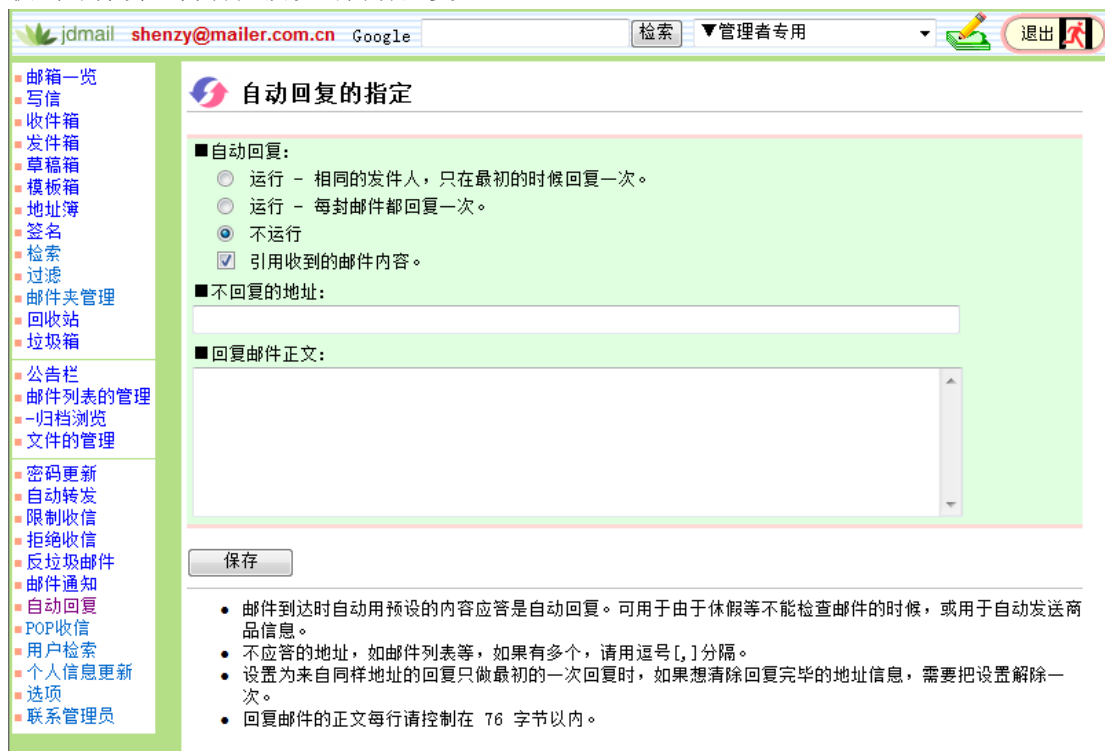 jdmail shenzy@mailer.com.cn Google 检索 ▼管理者专用 退出
邮箱一览
写信
收件箱
发件箱
草稿箱
模板箱
地址簿
签名
检索
过滤
邮件夹管理
回收站
垃圾箱
公告栏
邮件列表的管理
-归档浏览
文件的管理
密码更新
自动转发
限制收信
拒绝收信
反垃圾邮件
邮件通知
自动回复
POP收信
用户检索
个人信息更新
选项
联系管理员
自动回复的指定
■自动回复:
运行 - 相同的发件人，只在最初的时候回复一次。
运行 - 每封邮件都回复一次。
不运行
引用收到的邮件内容。
■不回复的地址:
■回复邮件正文:
保存
● 邮件到达时自动用预设的内容应答是自动回复。可用于由于休假等不能检查邮件的时候，或用于自动发送商
品信息。
● 不应答的地址，如邮件列表等，如果有多个，请用逗号[,]分隔。
● 设置为来自同样地址的回复只做最初的一次回复时，如果想清除回复完毕的地址信息，需要把设置解除一
次。
● 回复邮件的正文每行请控制在 76 字节以内。